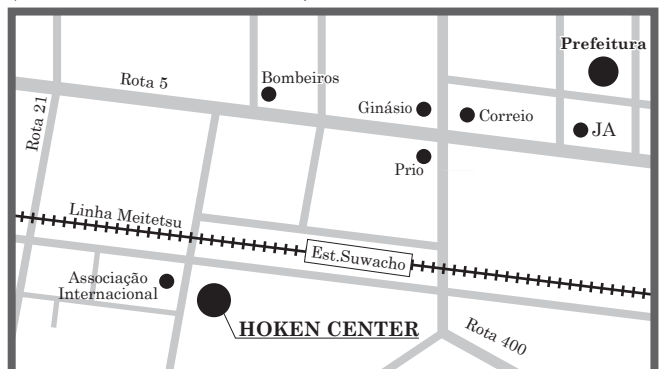 Prefeitura
Bombeiros
Rota 5
Ginásio
Correio
JA
Rota 21
Prio
Linha Meitetsu
Est.Suwacho
Associação
Internacional
HOKEN CENTER
Rota 400